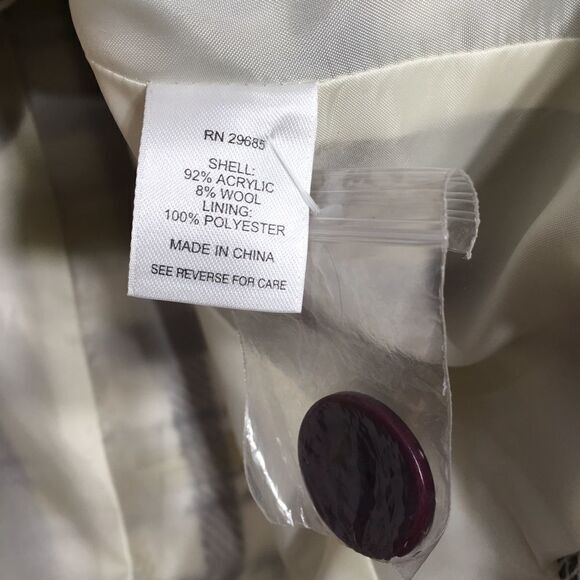 RN 29685
SHELL:
92% ACRYLIC
8% WOOL
LINING:
100% POLYESTER
MADE IN CHINA
SEE REVERSE FOR CARE